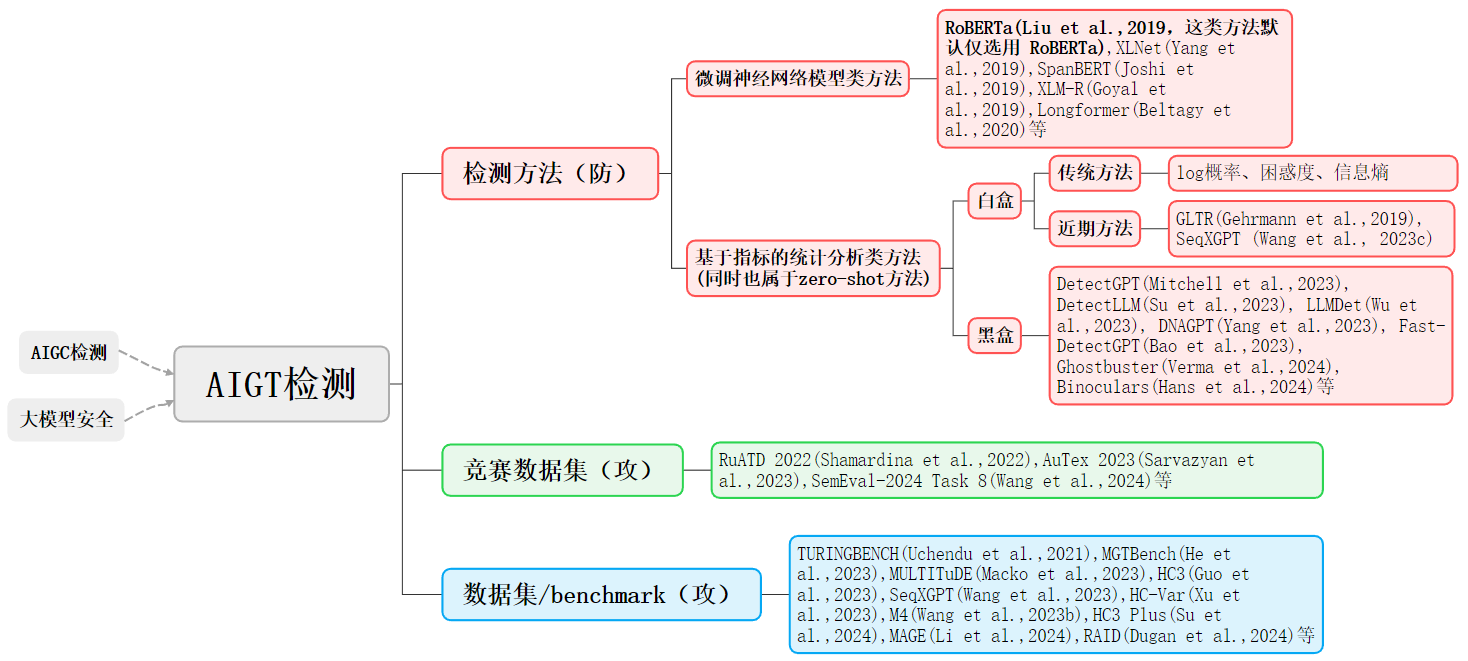 AIGC检测
大模型安全
AIGT检测
检测方法（防）
微调神经网络模型类方法
RoBERTa(Liu et al.,2019, 这类方法默
认仅选用 RoBERTa),XLNet(Yang et
al.,2019),SpanBERT(Joshi et
al.,2019),XLM-R(Goyal et
al.,2019),Longformer(Beltagy et
al.,2020)等
基于指标的统计分析类方法
(同时也属于zero-shot方法)
白盒
传统方法
log概率、困惑度、信息熵
近期方法
GLTR(Gehrmann et al.,2019),
SeqXGPT (Wang et al., 2023c)
黑盒
DetectGPT(Mitchell et al.,2023),
DetectLLM(Su et al.,2023), LLMDet(Wu et
al.,2023), DNAGPT(Yang et al.,2023), Fast-
DetectGPT(Bao et al.,2023),
Ghostbuster(Verma et al.,2024),
Binoculars(Hans et al.,2024)等
竞赛数据集（攻）
RuATD 2022(Shamardina et al.,2022),AuTex 2023(Sarvazyan et
al.,2023),SemEval-2024 Task 8(Wang et al.,2024)等
数据集/benchmark（攻）
TURINGBENCH(Uchendu et al.,2021),MGTBench(He et
al.,2023),MULTITuDE(Macko et al.,2023),HC3(Guo et
al.,2023),SeqXGPT(Wang et al.,2023),HC-Var(Xu et
al.,2023),M4(Wang et al.,2023b),HC3 Plus(Su et
al.,2024),MAGE(Li et al.,2024),RAID(Dugan et al.,2024)等